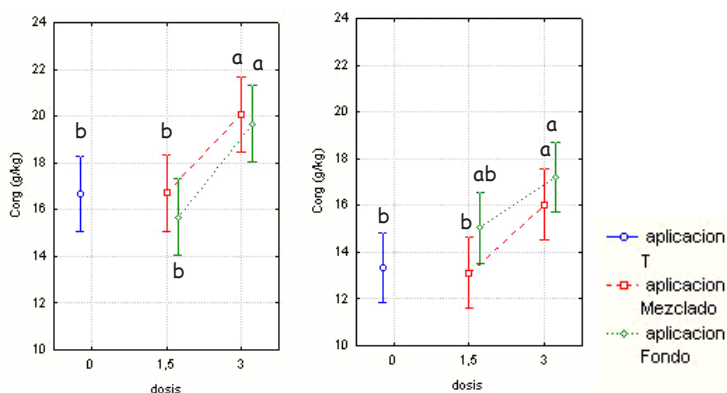 24
22
20
18
16
14
12
10
Corg (g/kg)
b
b
b
a
a
0
1,5
3
dosis
24
22
20
18
16
14
12
10
Corg (g/kg)
b
b
ab
a
a
0
1,5
3
dosis
aplicacion
T
aplicacion
Mezclado
aplicacion
Fondo